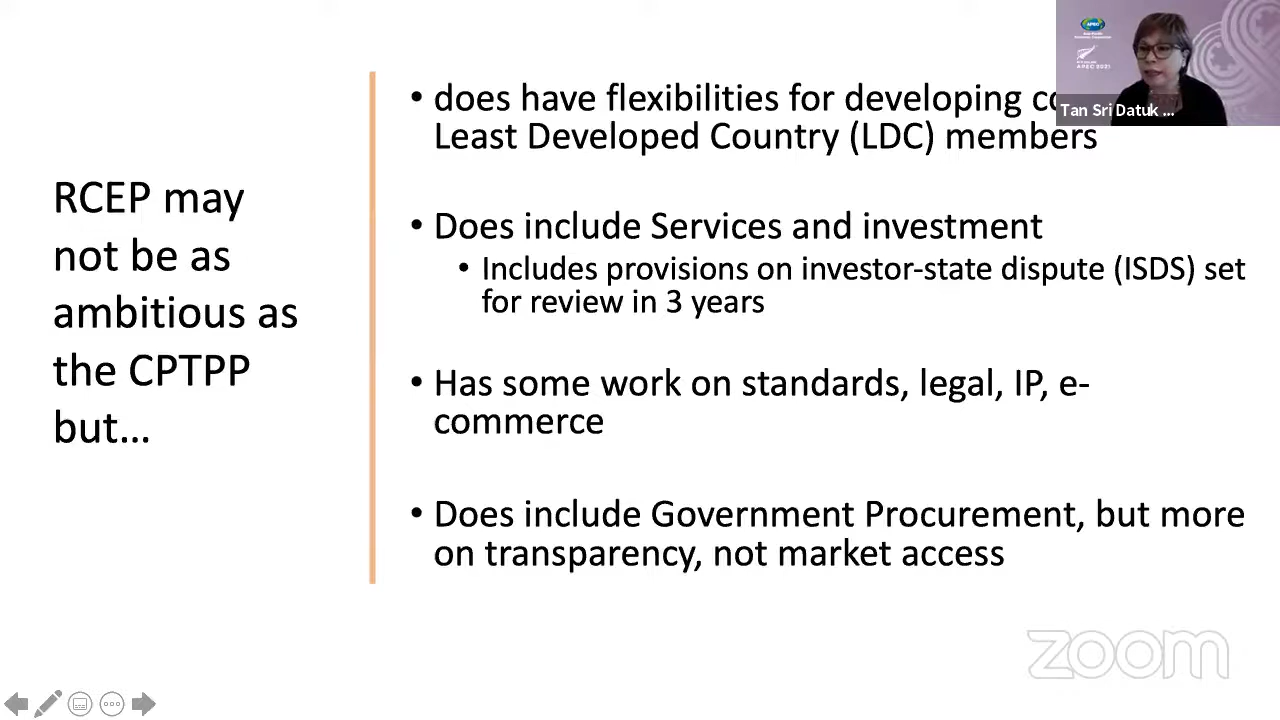 RCEP may
not be as
ambitious as
the CPTPP
but…
• does have flexibilities for developing
Least Developed Country (LDC) members
• Does include Services and investment
• Includes provisions on investor-state dispute (ISDS) set
for review in 3 years
• Has some work on standards, legal, IP, e-
commerce
• Does include Government Procurement, but more
on transparency, not market access
APEC
APEC 2021
Tan Sri Datuk ...
zoom